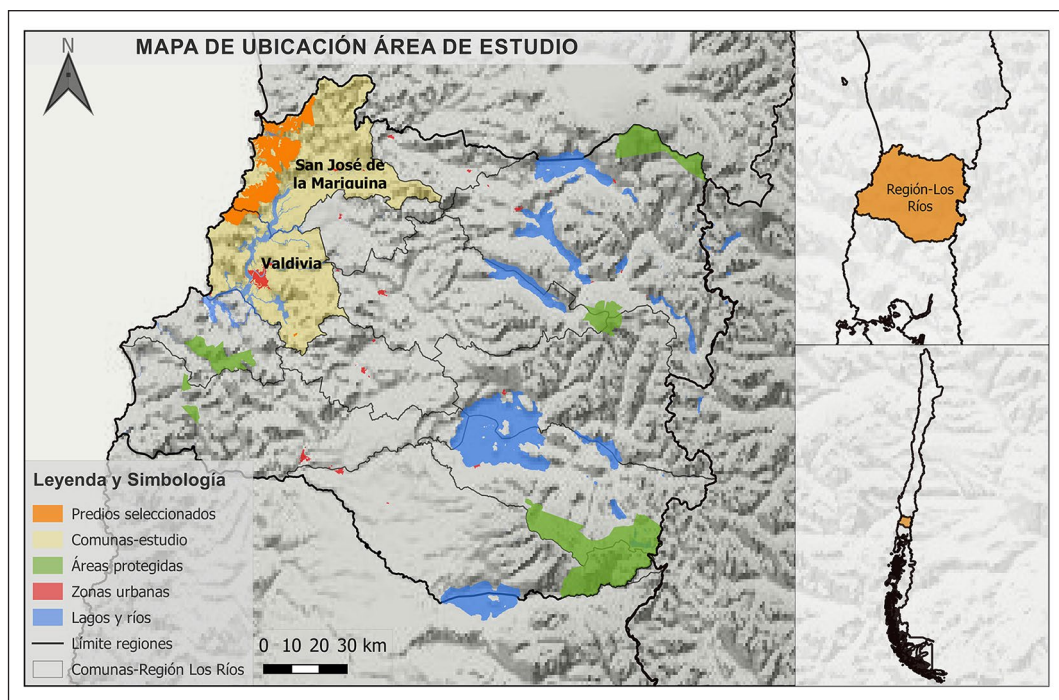 N
MAPA DE UBICACIÓN ÁREA DE ESTUDIO
San José de
la Mariquina
Valdivia
Región-Los
Ríos
Leyenda y Simbología
Predios seleccionados
Comunas-estudio
Áreas protegidas
Zonas urbanas
Lagos y ríos
Límite regiones
Comunas-Región Los Ríos
0 10 20 30 km